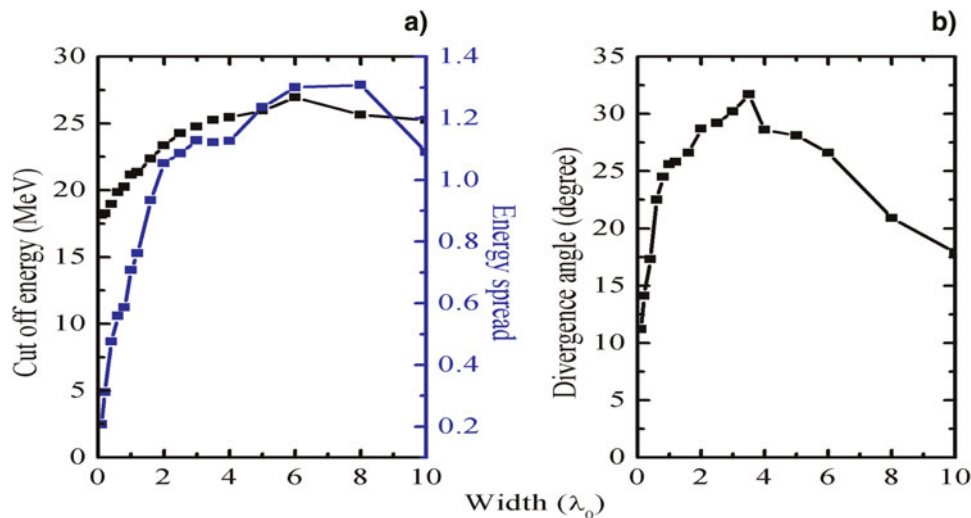 a)
30
25
20
15
10
5
0
Cut off energy (MeV)
1.4
1.2
1.0
0.8
0.6
0.4
0.2
Energy spread
0 2 4 6 8 10
b)
35
30
25
20
15
10
5
0
Divergence angle (degree)
0 2 4 6 8 10
Width (λ₀)